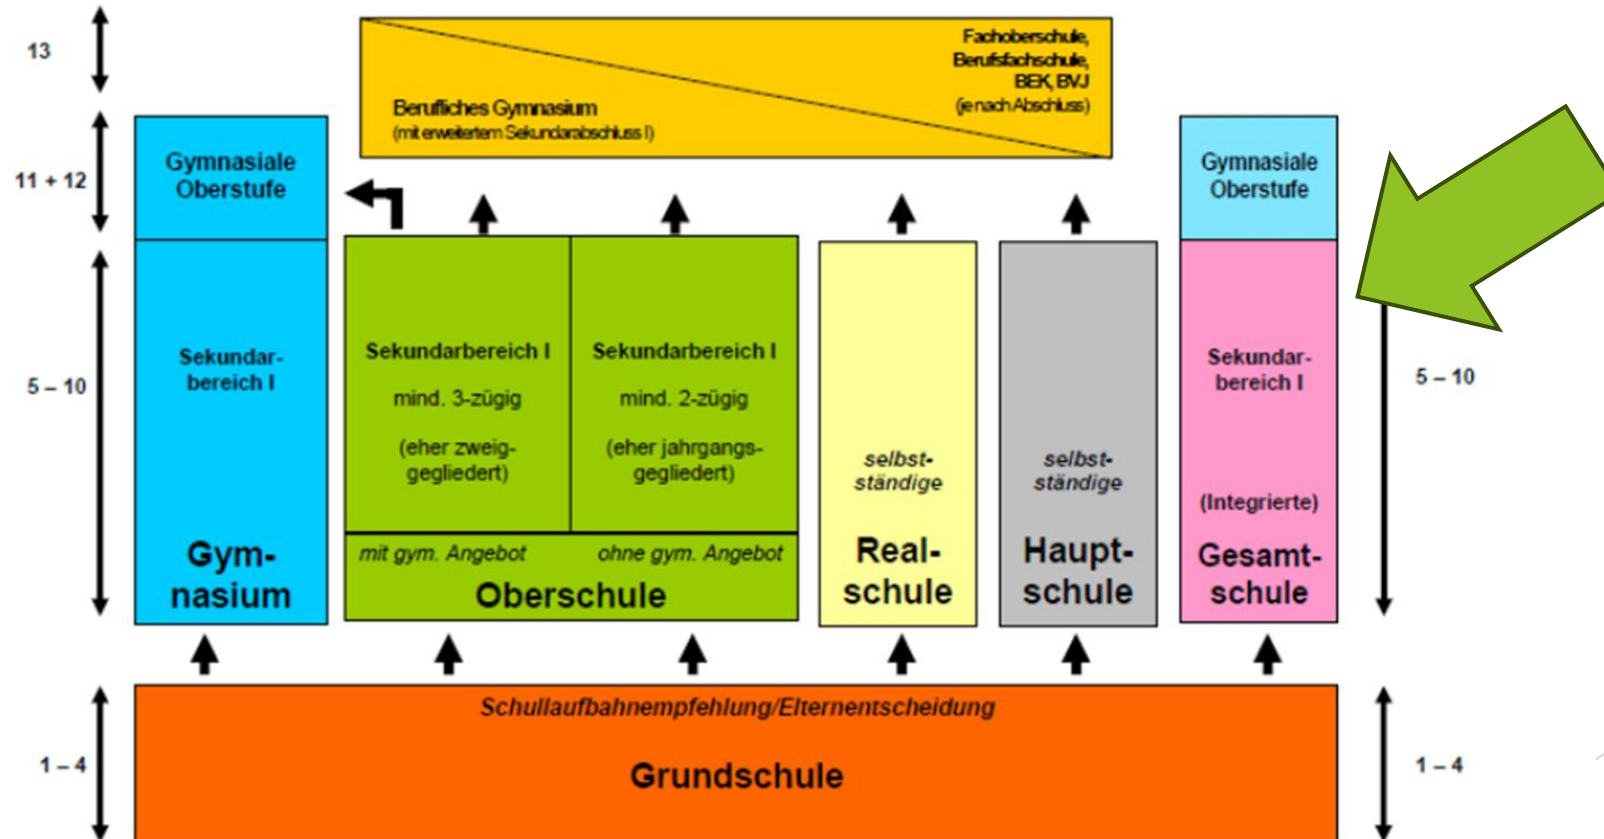 13
Fachoberschule,
Berufsfachschule,
BEK, BVJ
(je nach Abschluss)
Berufliches Gymnasium
(mit erweitertem Sekundarabschluss I)
11 + 12
Gymnasiale
Oberstufe
Gymnasiale
Oberstufe
5 – 10
Sekundar-
bereich I
Gym-
nasium
Sekundarbereich I
mind. 3-zügig
(eher zweig-
gegliedert)
mit gym. Angebot
Sekundarbereich I
mind. 2-zügig
(eher jahrgangs-
gegliedert)
ohne gym. Angebot
Oberschule
selbst-
ständige
Real-
schule
selbst-
ständige
Haupt-
schule
Sekundar-
bereich I
(Integrierte)
Gesamt-
schule
5 – 10
Schullaufbahnempfehlung/Elternentscheidung
1 – 4
Grundschule
1 – 4